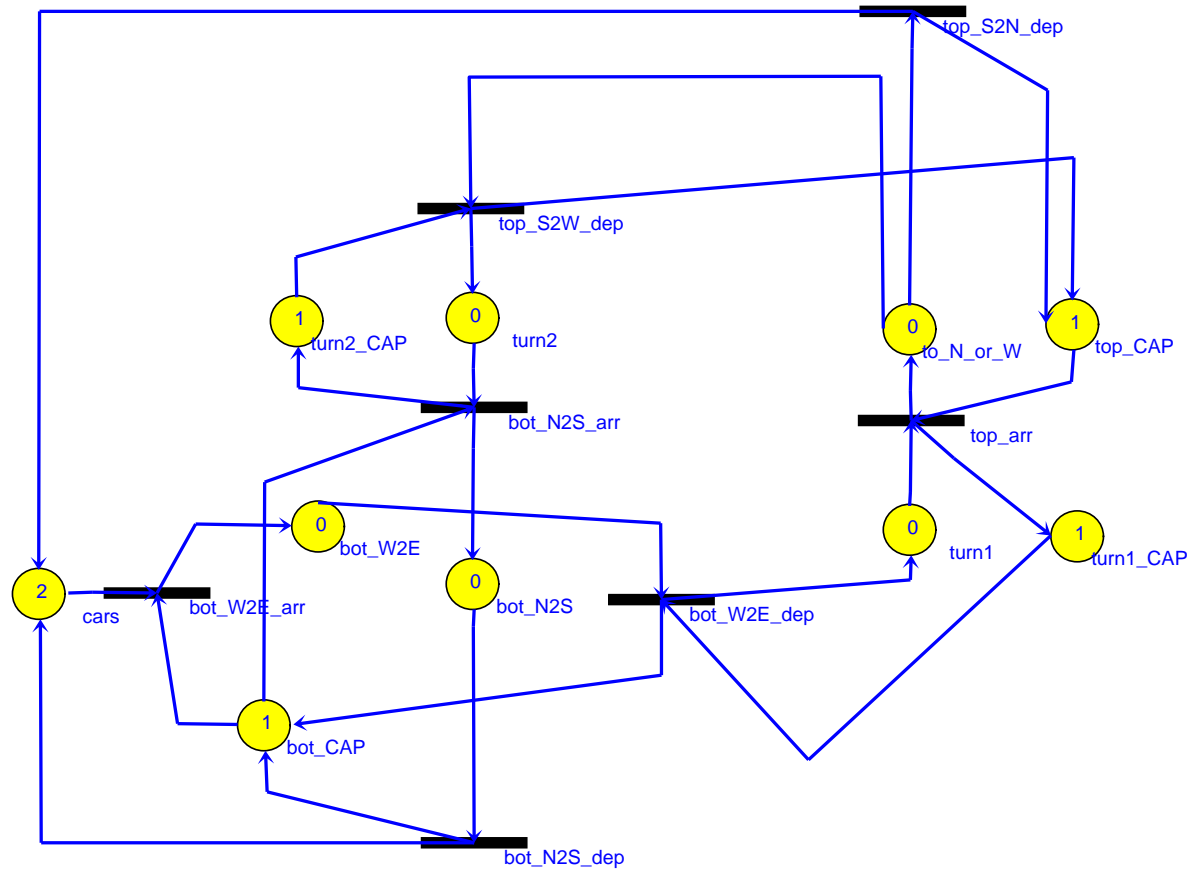 top_S2N_dep
top_S2W_dep
1
turn2_CAP
0
turn2
0
to_N_or_W
1
top_CAP
bot_N2S_arr
top_arr
0
bot_W2E
0
turn1
1
turn1_CAP
2
cars
bot_W2E_arr
0
bot_N2S
bot_W2E_dep
1
bot_CAP
bot_N2S_dep